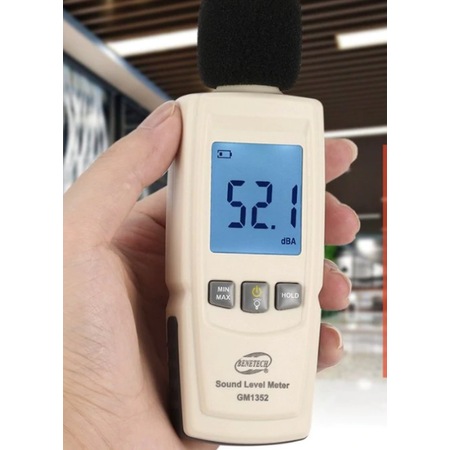 52.1
dBA
MIN
MAX
HOLD
BENETECH
Sound Level Meter
GM1352